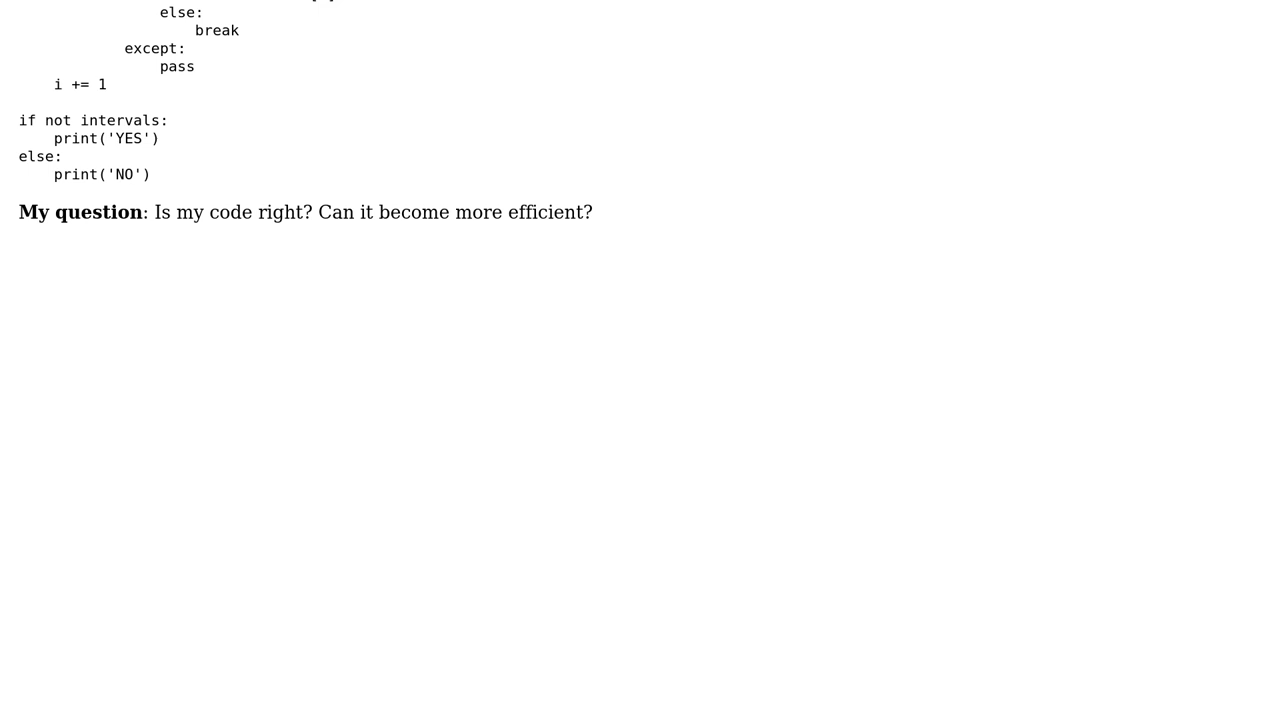 else:
break
except:
pass
i += 1
if not intervals:
print('YES')
else:
print('NO')
My question: Is my code right? Can it become more efficient?